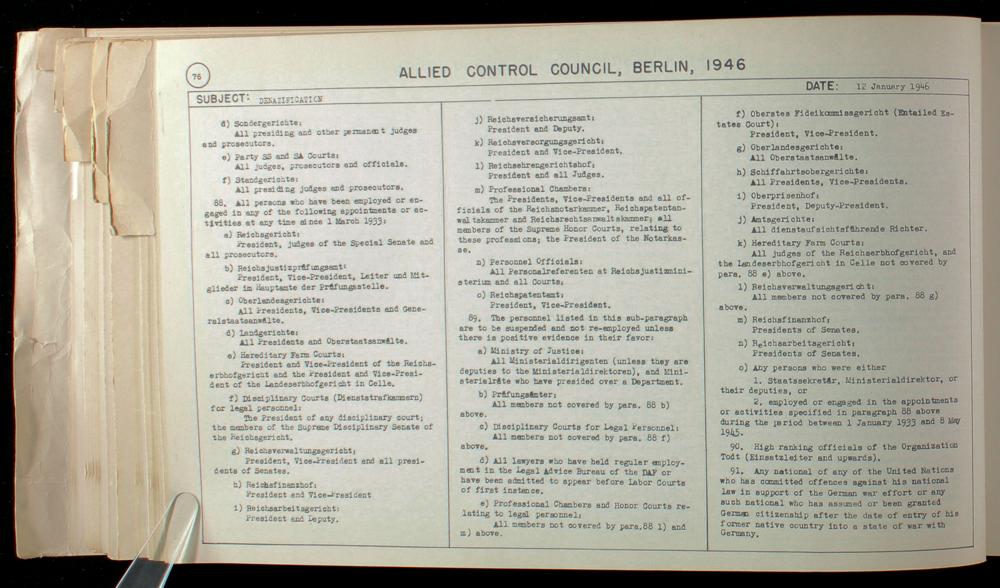 76
ALLIED CONTROL COUNCIL, BERLIN, 1946
SUBJECT: DENAZIFICATION
DATE: 12 January 1946
d) Sondergerichte:
All presiding and other permanent judges
and prosecutors.
e) Party SS and SA Courts:
All judges, prosecutors and officials.
f) Standgerichte:
All presiding judges and prosecutors.
88. All persons who have been employed or en-
gaged in any of the following appointments or ac-
tivities at any time since 1 March 1933:
a) Reichsgericht:
President, judges of the Special Senate and
all prosecutors.
b) Reichsjustizprüfungsamt:
President, Vice-President, Leiter und Mit-
glieder im Hauptamte der Prüfungsstelle.
c) Oberlandesgerichte:
All Presidents, Vice-Presidents and Gene-
ralstaatsanwälte.
d) Landgerichte:
All Presidents and Oberstaatsanwälte.
e) Hereditary Farm Courts:
President and Vice-President of the Reichs-
erbhofgericht and the President and Vice-Presi-
dent of the Landeserbhofgericht in Celle.
f) Disciplinary Courts (Dienststrafkammern)
for legal personnel:
The President of any disciplinary court;
the members of the Supreme Disciplinary Senate of
the Reichsgericht.
g) Reichsverwaltungsgericht;
President, Vice-President and all presi-
dents of Senates.
h) Reichsfinanzhof:
President and Vice-President
i) Reichsarbeitsgericht:
President and Deputy.
j) Reichsversicherungsamt:
President and Deputy.
k) Reichsversorgungsgericht:
President and Vice-President.
l) Reichsehrengerichtshof:
President and all Judges.
m) Professional Chambers:
The Presidents, Vice-Presidents and all of-
ficials of the Reichsnotarkammer, Reichspatentan-
waltskammer and Reichsrechtsanwaltskammer; all
members of the Supreme Honor Courts, relating to
these professions; the President of the Notarkas-
se.
n) Personnel Officials:
All Personalreferenten at Reichsjustizmini-
sterium and all Courts;
o) Reichspatentamt:
President, Vice-President.
89. The personnel listed in this sub-paragraph
are to be suspended and not re-employed unless
there is positive evidence in their favor:
a) Ministry of Justice:
All Ministerialdirigenten (unless they are
deputies to the Ministerialdirektoren), and Mini-
sterialräte who have presided over a Department.
b) Prüfungsämter:
All members not covered by para. 88 b)
above.
c) Disciplinary Courts for Legal Personnel:
All members not covered by para. 88 f)
above.
d) All lawyers who have held regular employ-
ment in the Legal Advice Bureau of the DAF or
have been admitted to appear before Labor Courts
of first instance.
e) Professional Chambers and Honor Courts re-
lating to legal personnel;
All members not covered by para.88 l) and
m) above.
f) Oberstes Fideikommissgericht (Entailed Es-
tates Court):
President, Vice-President.
g) Oberlandesgerichte:
All Oberstaatsanwälte.
h) Schiffahrtsobergerichte:
All Presidents, Vice-Presidents.
i) Oberprisenhof:
President, Deputy-President.
j) Amtsgerichte:
All dienstaufsichtsführende Richter.
k) Hereditary Farm Courts:
All judges of the Reichserbhofgericht, and
the Landeserbhofgericht in Celle not covered by
para. 88 e) above.
l) Reichsverwaltungsgericht:
All members not covered by para. 88 g)
above.
m) Reichsfinanzhof:
Presidents of Senates.
n) Reichsarbeitsgericht:
Presidents of Senates.
o) Any persons who were either
1. Staatssekretär, Ministerialdirektor, or
their deputies, or
2. employed or engaged in the appointments
or activities specified in paragraph 88 above
during the period between 1 January 1933 and 8 May
1945.
90. High ranking officials of the Organization
Todt (Einsatzleiter and upwards).
91. Any national of any of the United Nations
who has committed offences against his national
law in support of the German war effort or any
such national who has assumed or been granted
German citizenship after the date of entry of his
former native country into a state of war with
Germany.